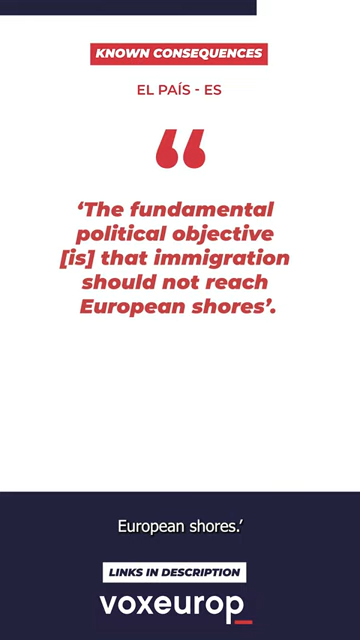 KNOWN CONSEQUENCES
EL PAÍS - ES
“
‘The fundamental
political objective
[is] that immigration
should not reach
European shores’.
European shores.’
LINKS IN DESCRIPTION
voxeurop_